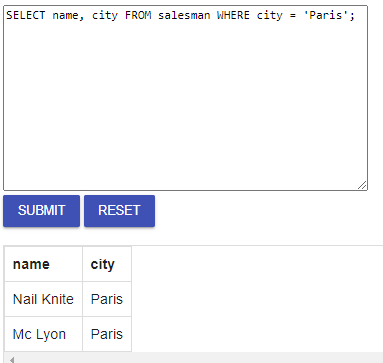 SELECT name, city FROM salesman WHERE city = 'Paris';
SUBMIT RESET
name city
Nail Knite Paris
Mc Lyon Paris